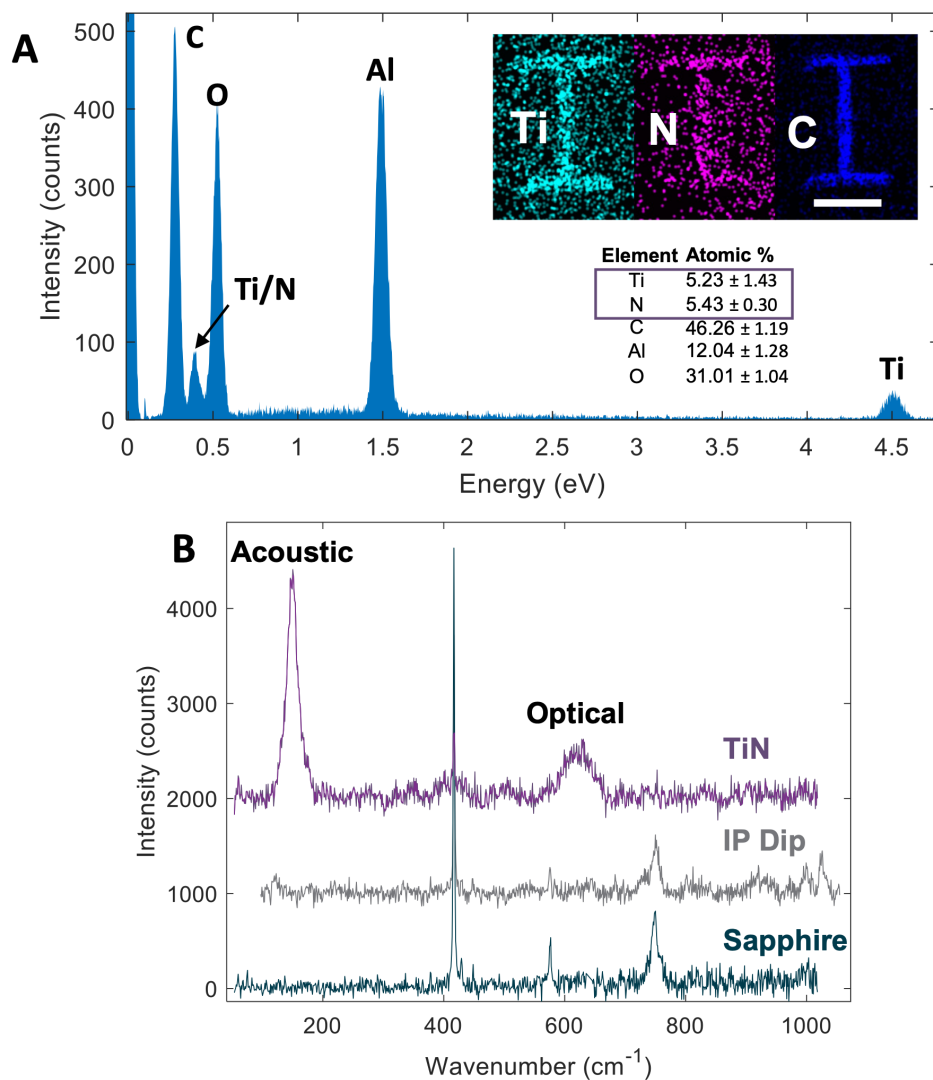 A
500
400
300
200
100
0
Intensity (counts)
C
O
Ti/N
Al
Ti
Ti N C
Element Atomic %
Ti 5.23 ± 1.43
N 5.43 ± 0.30
C 46.26 ± 1.19
Al 12.04 ± 1.28
O 31.01 ± 1.04
0 0.5 1 1.5 2 2.5 3 3.5 4 4.5
Energy (eV)
B
Acoustic
Optical
TiN
IP Dip
Sapphire
4000
3000
2000
1000
0
Intensity (counts)
200 400 600 800 1000
Wavenumber (cm⁻¹)